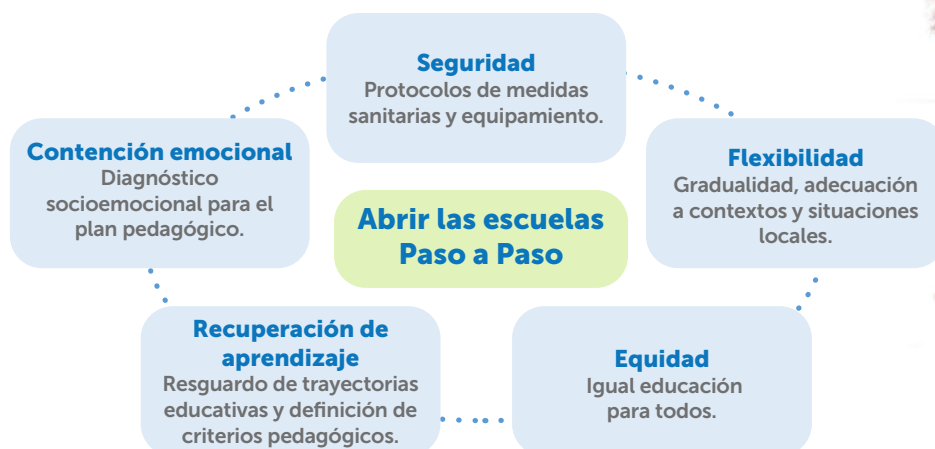 Seguridad
Protocolos de medidas
sanitarias y equipamiento.
Contención emocional
Diagnóstico
socioemocional para el
plan pedagógico.
Flexibilidad
Gradualidad, adecuación
a contextos y situaciones
locales.
Abrir las escuelas
Paso a Paso
Recuperación de
aprendizaje
Resguardo de trayectorias
educativas y definición de
criterios pedagógicos.
Equidad
Igual educación
para todos.